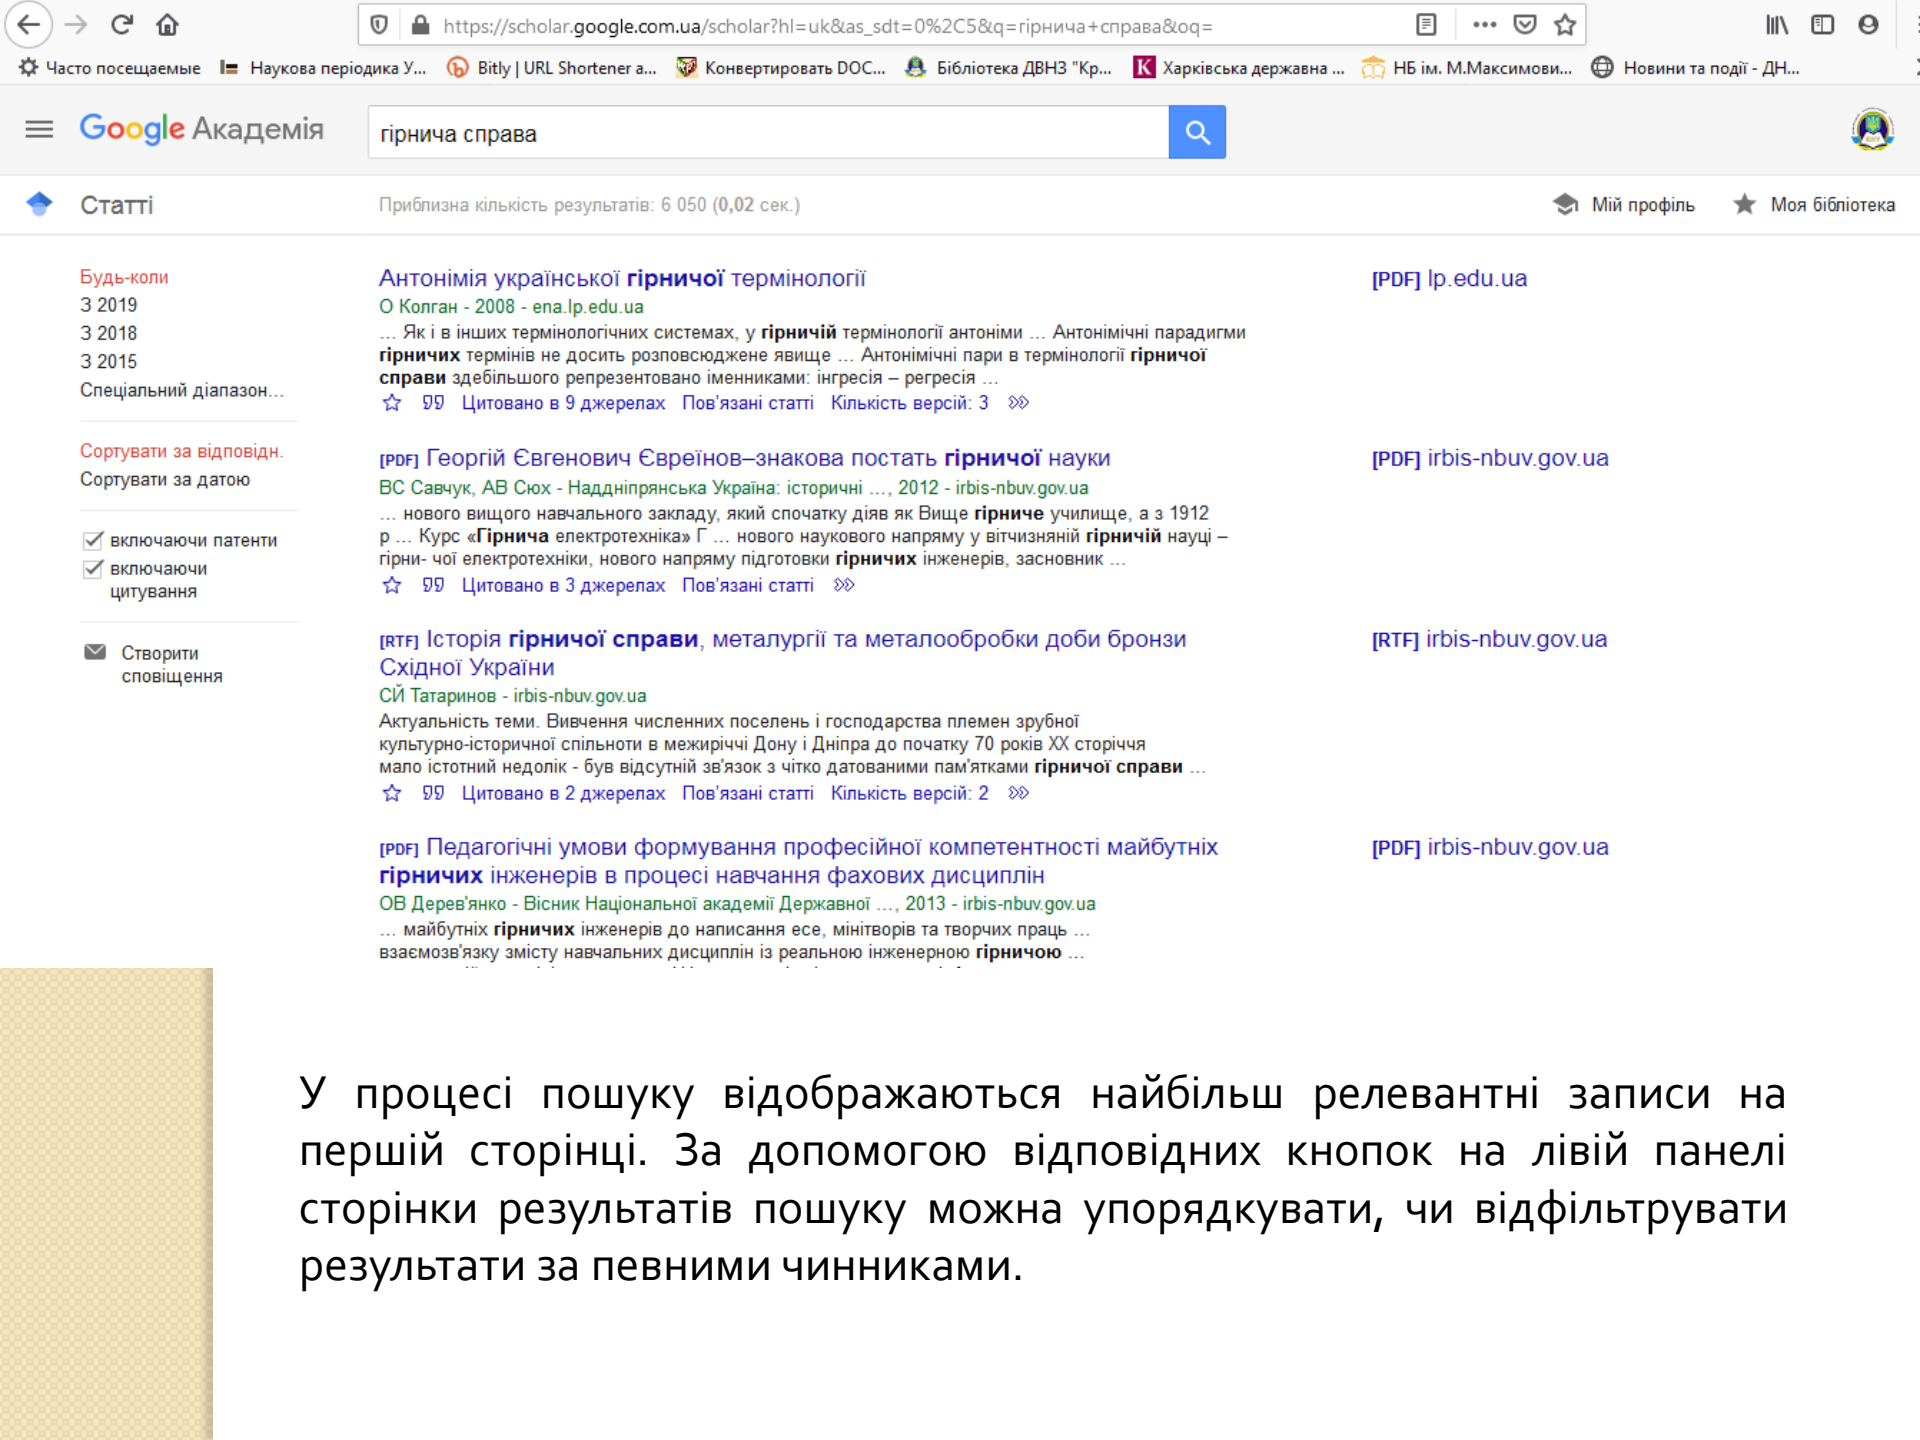 https://scholar.google.com.ua/scholar?hl=uk&as_sdt=0%2C5&q=гірнича+справа&oq=
Часто посещаемые Наукова періодика У... Bitly | URL Shortener a... Конвертировать DOC... Бібліотека ДВНЗ "Кр... Харківська державна ... НБ ім. М.Максимови... Новини та події - ДН...
Google Академія
гірнича справа
Статті
Приблизна кількість результатів: 6 050 (0,02 сек.)
Мій профіль
Моя бібліотека
Будь-коли
З 2019
З 2018
З 2015
Спеціальний діапазон...
Сортувати за відповідн.
Сортувати за датою
включаючи патенти
включаючи
цитування
Створити
сповіщення
Антонімія української гірничої термінології
[PDF] lp.edu.ua
О Колган - 2008 - ena.lp.edu.ua
... Як і в інших термінологічних системах, у гірничій термінології антоніми ... Антонімічні парадигми
гірничих термінів не досить розповсюджене явище ... Антонімічні пари в термінології гірничої
справи здебільшого репрезентовано іменниками: інгресія – регресія ...
Цитовано в 9 джерелах Пов'язані статті Кількість версій: 3
[PDF] Георгій Євгенович Євреїнов–знакова постать гірничої науки
[PDF] irbis-nbuv.gov.ua
ВС Савчук, АВ Сюх - Наддніпрянська Україна: історичні ..., 2012 - irbis-nbuv.gov.ua
... нового вищого навчального закладу, який спочатку діяв як Вище гірниче училище, а з 1912
р ... Курс «Гірнича електротехніка» Г ... нового наукового напряму у вітчизняній гірничій науці –
гірни- чої електротехніки, нового напряму підготовки гірничих інженерів, засновник ...
Цитовано в 3 джерелах Пов'язані статті
[RTF] Історія гірничої справи, металургії та металообробки доби бронзи
Східної України
[RTF] irbis-nbuv.gov.ua
СЙ Татаринов - irbis-nbuv.gov.ua
Актуальність теми. Вивчення численних поселень і господарства племен зрубної
культурно-історичної спільноти в межиріччі Дону і Дніпра до початку 70 років ХХ сторіччя
мало істотний недолік - був відсутній зв'язок з чітко датованими пам'ятками гірничої справи ...
Цитовано в 2 джерелах Пов'язані статті Кількість версій: 2
[PDF] Педагогічні умови формування професійної компетентності майбутніх
гірничих інженерів в процесі навчання фахових дисциплін
[PDF] irbis-nbuv.gov.ua
ОВ Дерев'янко - Вісник Національної академії Державної ..., 2013 - irbis-nbuv.gov.ua
... майбутніх гірничих інженерів до написання есе, мінітворів та творчих праць ...
взаємозв'язку змісту навчальних дисциплін із реальною інженерною гірничою ...
У процесі пошуку відображаються найбільш релевантні записи на
першій сторінці. За допомогою відповідних кнопок на лівій панелі
сторінки результатів пошуку можна упорядкувати, чи відфільтрувати
результати за певними чинниками.